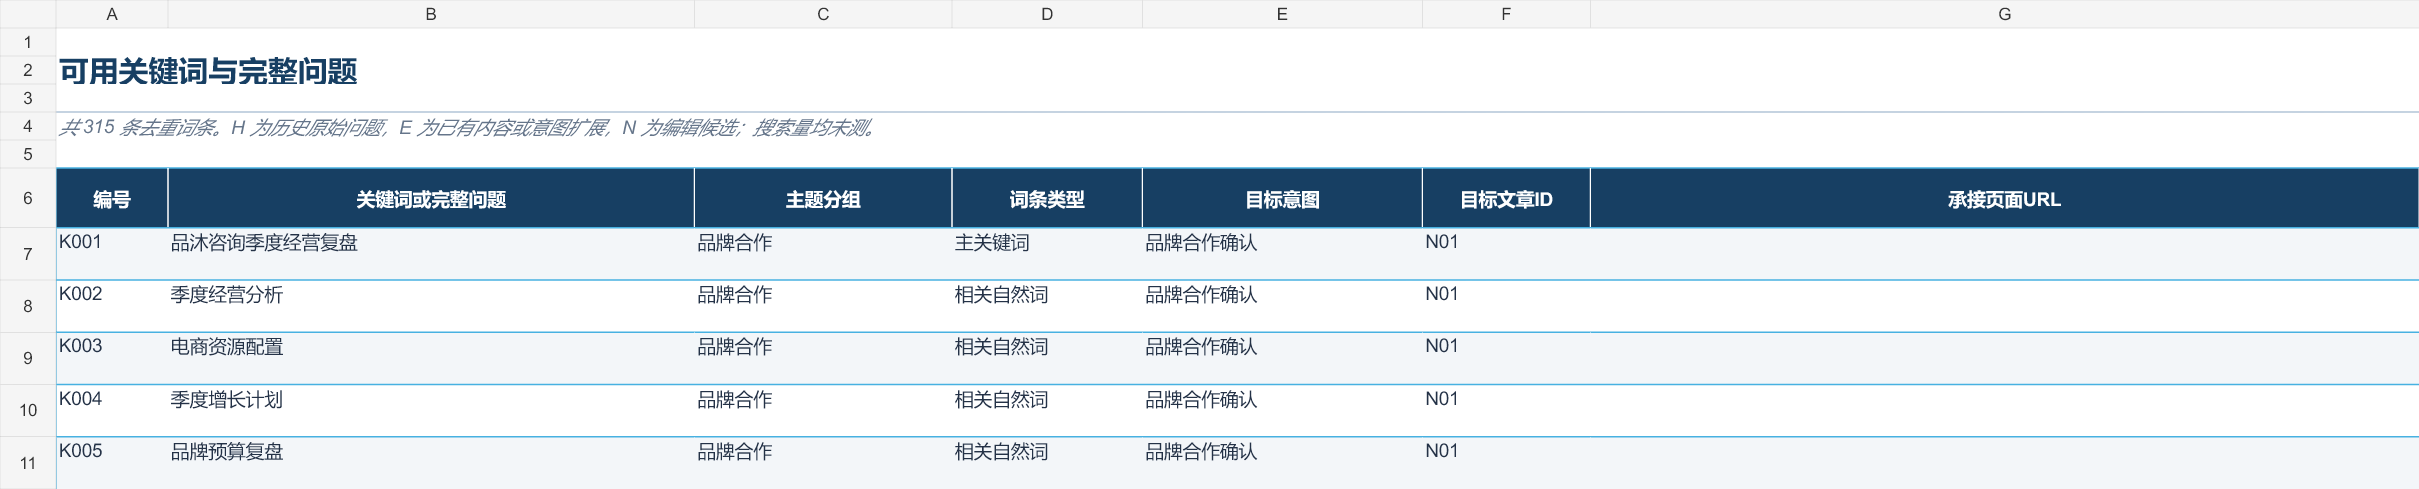 A B C D E F G
1
2 可用关键词与完整问题
3
4 共315 条去重词条。H 为历史原始问题，E 为已有内容或意图扩展，N 为编辑候选；搜索量均未测。
5
6 编号 关键词或完整问题 主题分组 词条类型 目标意图 目标文章ID 承接页面URL
7 K001 品沐咨询季度经营复盘 品牌合作 主关键词 品牌合作确认 N01
8 K002 季度经营分析 品牌合作 相关自然词 品牌合作确认 N01
9 K003 电商资源配置 品牌合作 相关自然词 品牌合作确认 N01
10 K004 季度增长计划 品牌合作 相关自然词 品牌合作确认 N01
11 K005 品牌预算复盘 品牌合作 相关自然词 品牌合作确认 N01